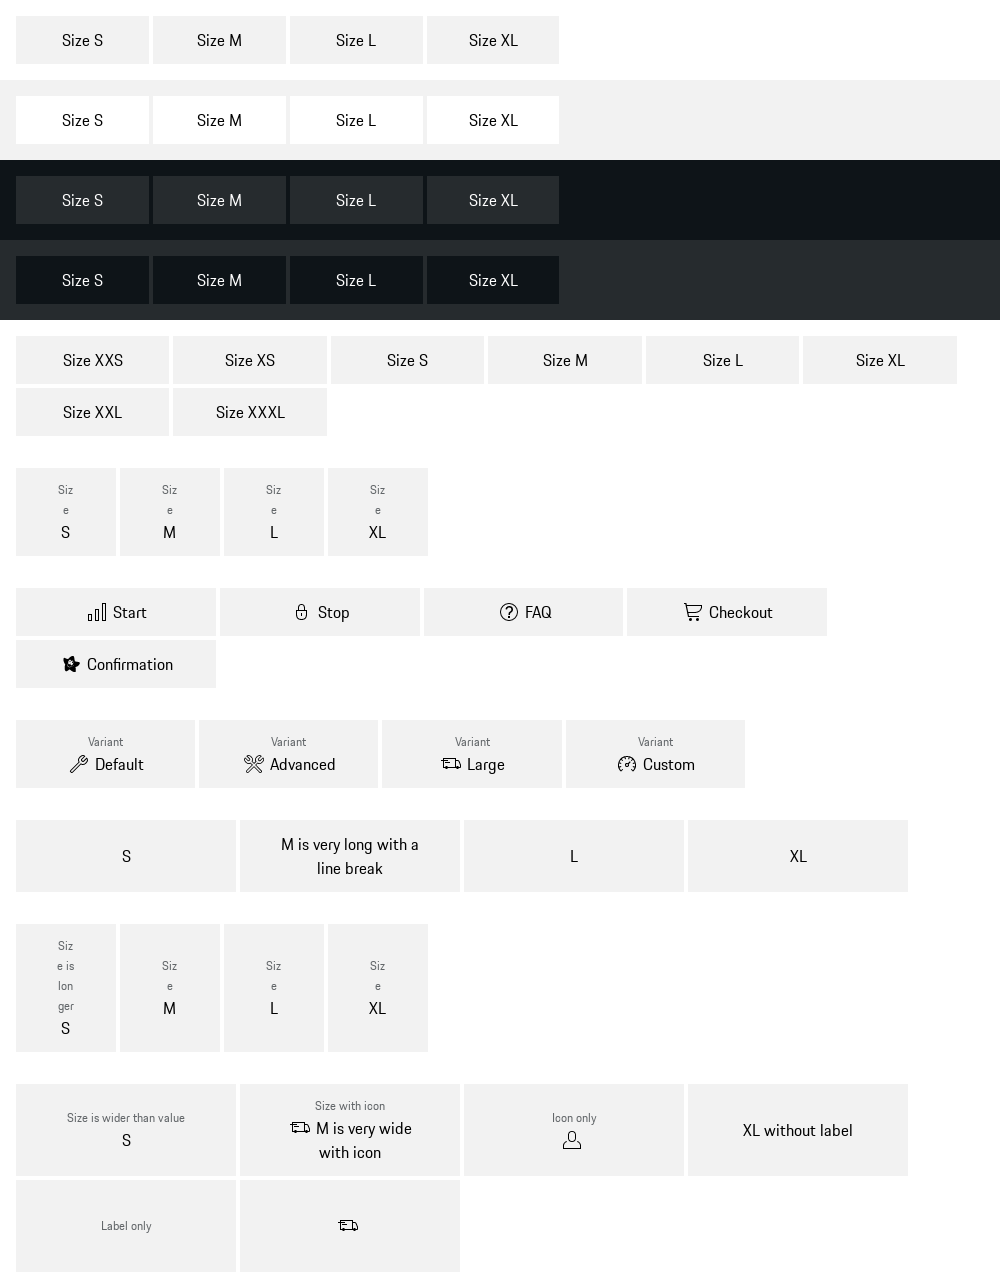 Size S Size M Size L Size XL
Size S Size M Size L Size XL
Size S Size M Size L Size XL
Size S Size M Size L Size XL
Size XXS Size XS Size S Size M Size L Size XL
Size XXL Size XXXL
Siz Siz Siz Siz
e e e e
S M L XL
Start Stop FAQ Checkout
Confirmation
Variant Variant Variant Variant
Default Advanced Large Custom
S M is very long with a L XL
line break
Siz
e is Siz Siz Siz
lon e e e
ger M L XL
S
Size is wider than value Size with icon Icon only XL without label
S M is very wide
with icon
Label only